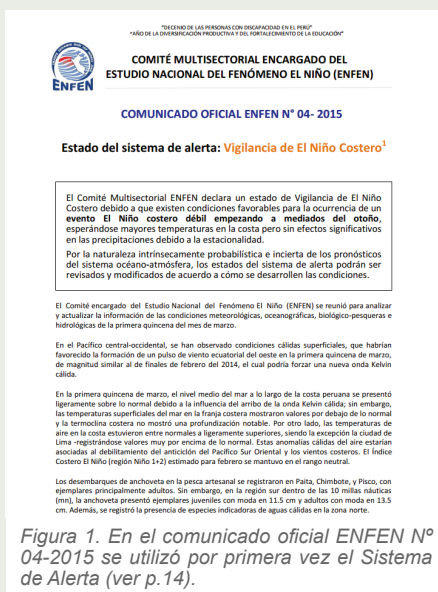 "DECENIO DE LAS PERSONAS CON DISCAPACIDAD EN EL PERÚ"
"AÑO DE LA DIVERSIFICACIÓN PRODUCTIVA Y DEL FORTALECIMIENTO DE LA EDUCACIÓN"
ENFEN
COMITÉ MULTISECTORIAL ENCARGADO DEL
ESTUDIO NACIONAL DEL FENÓMENO EL NIÑO (ENFEN)
COMUNICADO OFICIAL ENFEN N° 04- 2015
Estado del sistema de alerta: Vigilancia de El Niño Costero¹
El Comité Multisectorial ENFEN declara un estado de Vigilancia de El Niño
Costero debido a que existen condiciones favorables para la ocurrencia de un
evento El Niño costero débil empezando a mediados del otoño,
esperándose mayores temperaturas en la costa pero sin efectos significativos
en las precipitaciones debido a la estacionalidad.
Por la naturaleza intrínsecamente probabilística e incierta de los pronósticos
del sistema océano-atmósfera, los estados del sistema de alerta podrán ser
revisados y modificados de acuerdo a cómo se desarrollen las condiciones.
El Comité encargado del Estudio Nacional del Fenómeno El Niño (ENFEN) se reunió para analizar
y actualizar la información de las condiciones meteorológicas, oceanográficas, biológico-pesqueras e
hidrológicas de la primera quincena del mes de marzo.
En el Pacífico central-occidental, se han observado condiciones cálidas superficiales, que habrían
favorecido la formación de un pulso de viento ecuatorial del oeste en la primera quincena de marzo,
de magnitud similar al de finales de febrero del 2014, el cual podría forzar una nueva onda Kelvin
cálida.
En la primera quincena de marzo, el nivel medio del mar a lo largo de la costa peruana se presentó
ligeramente sobre lo normal debido a la influencia del arribo de la onda Kelvin cálida; sin embargo,
las temperaturas superficiales del mar en la franja costera mostraron valores por debajo de lo normal
y la termoclina costera no mostró una profundización notable. Por otro lado, las temperaturas de
aire en la costa estuvieron entre normales a ligeramente superiores, siendo la excepción la ciudad de
Lima -registrándose valores muy por encima de lo normal. Estas anomalías cálidas del aire estarían
asociadas al debilitamiento del anticiclón del Pacífico Sur Oriental y los vientos costeros. El Índice
Costero El Niño (región Niño 1+2) estimado para febrero se mantuvo en el rango neutral.
Los desembarques de anchoveta en la pesca artesanal se registraron en Paita, Chimbote, y Pisco, con
ejemplares principalmente adultos. Sin embargo, en la región sur dentro de las 10 millas náuticas
(mn), la anchoveta presentó ejemplares juveniles con moda en 11.5 cm y adultos con moda en 13.5
cm. Además, se registró la presencia de especies indicadoras de aguas cálidas en la zona norte.
Figura 1. En el comunicado oficial ENFEN Nº
04-2015 se utilizó por primera vez el Sistema
de Alerta (ver p.14).